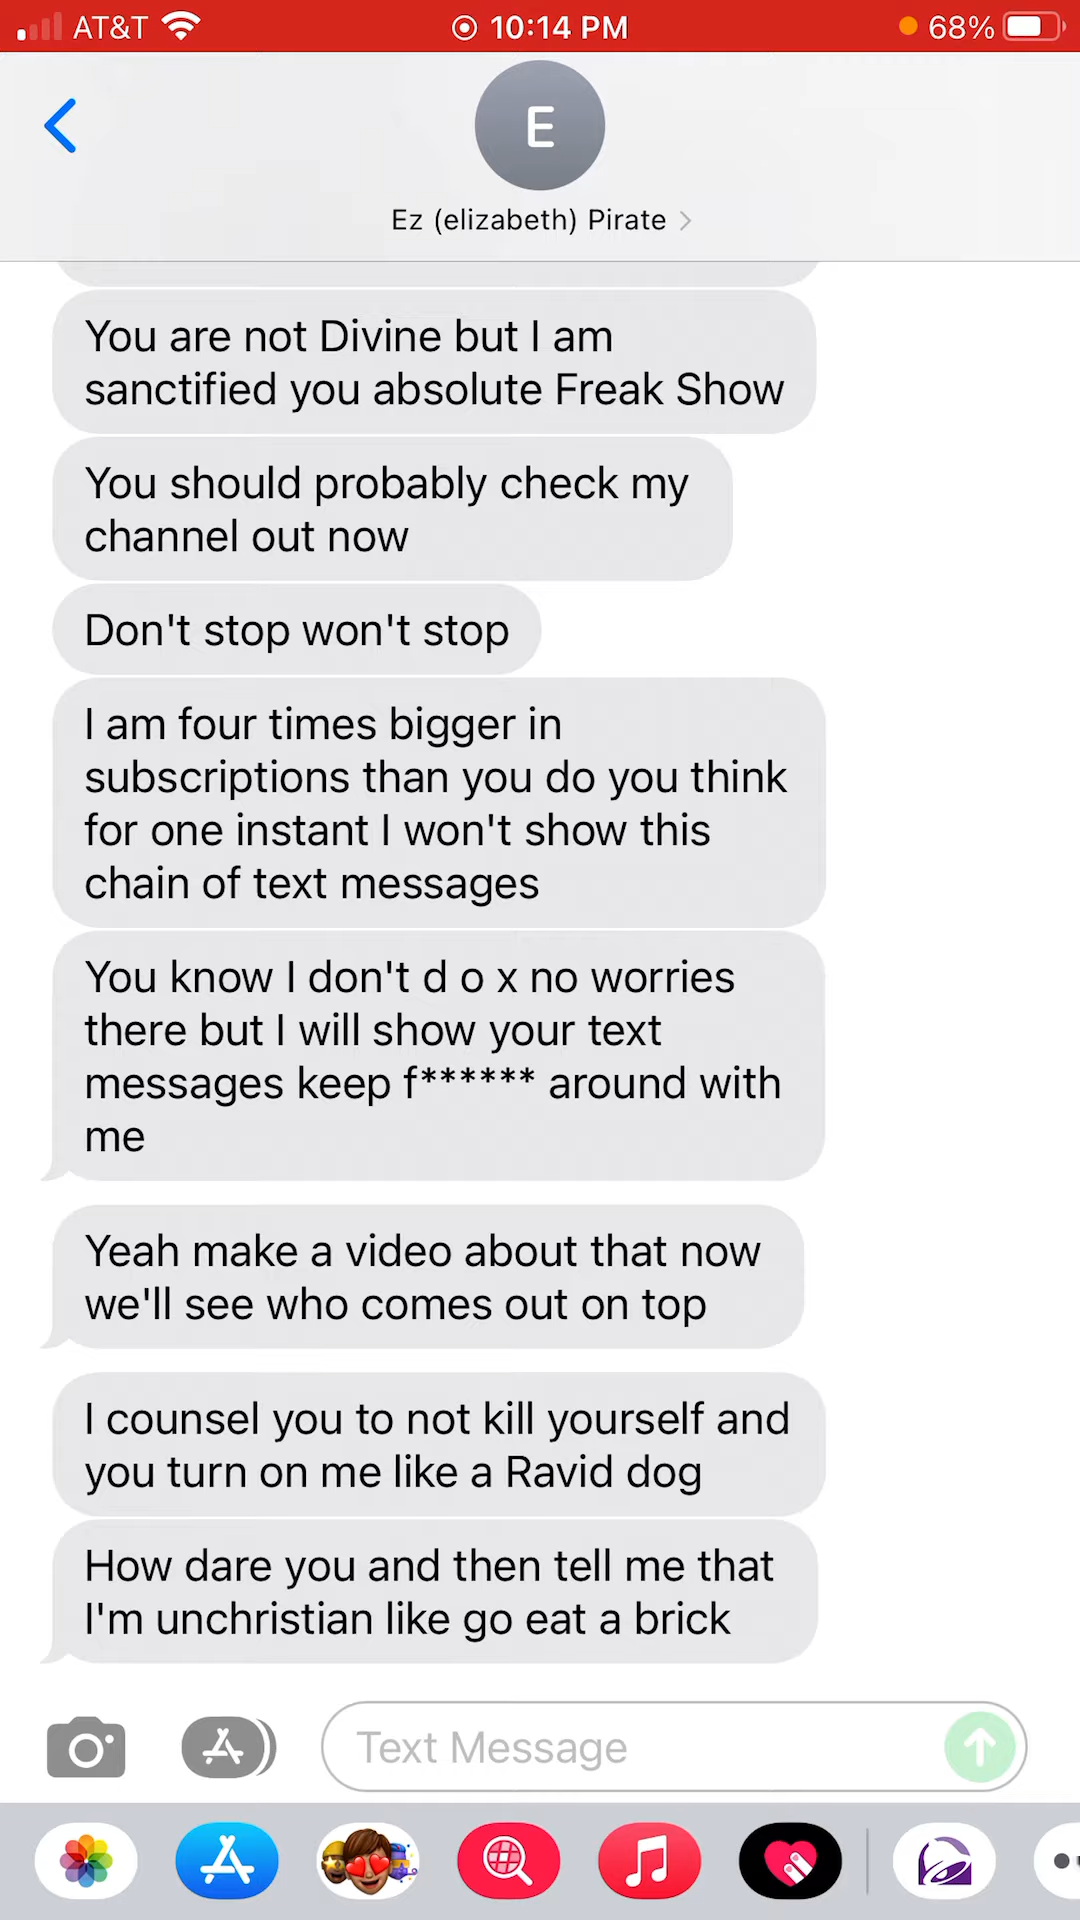 AT&T
10:14 PM
68%
E
Ez (elizabeth) Pirate
You are not Divine but I am
sanctified you absolute Freak Show
You should probably check my
channel out now
Don't stop won't stop
I am four times bigger in
subscriptions than you do you think
for one instant I won't show this
chain of text messages
You know I don't d o x no worries
there but I will show your text
messages keep f****** around with
me
Yeah make a video about that now
we'll see who comes out on top
I counsel you to not kill yourself and
you turn on me like a Ravid dog
How dare you and then tell me that
I'm unchristian like go eat a brick
Text Message